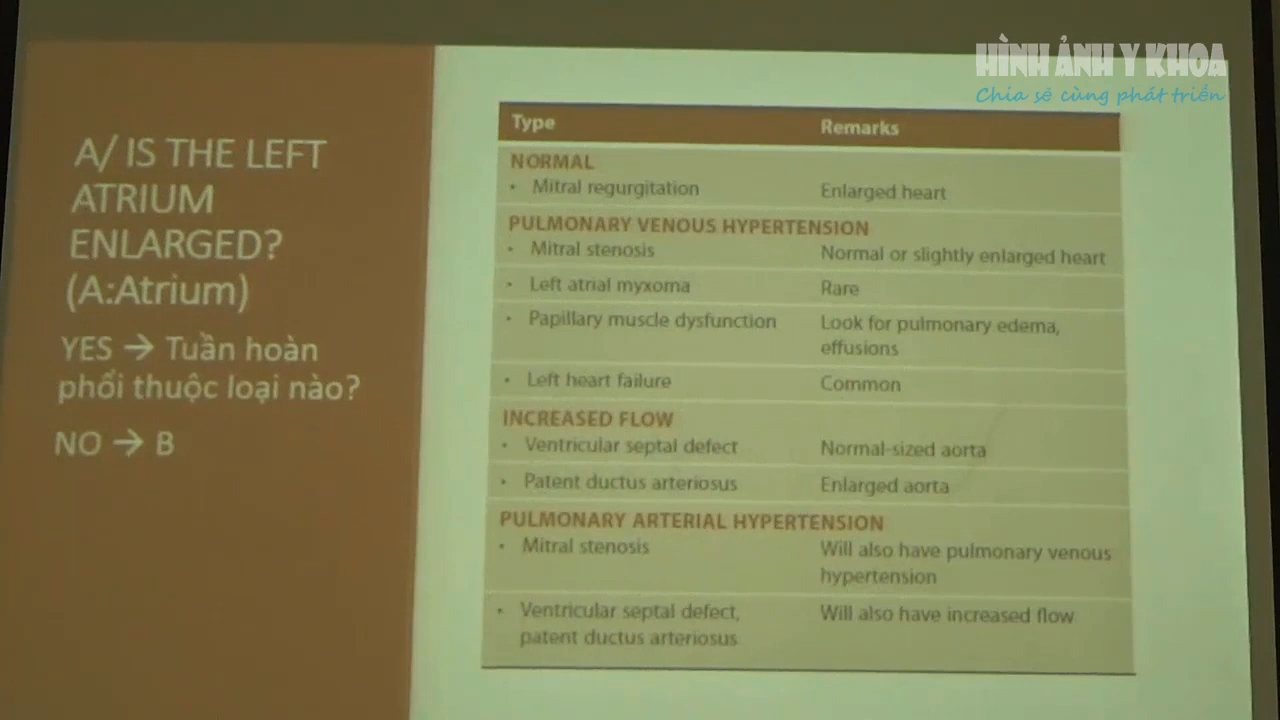 HÌNH ẢNH Y KHOA
Chia sẻ cùng phát triển
A/ IS THE LEFT
ATRIUM
ENLARGED?
(A:Atrium)
YES → Tuần hoàn
phổi thuộc loại nào?
NO → B
Type Remarks
NORMAL
• Mitral regurgitation Enlarged heart
PULMONARY VENOUS HYPERTENSION
• Mitral stenosis Normal or slightly enlarged heart
• Left atrial myxoma Rare
• Papillary muscle dysfunction Look for pulmonary edema,
effusions
• Left heart failure Common
INCREASED FLOW
• Ventricular septal defect Normal-sized aorta
• Patent ductus arteriosus Enlarged aorta
PULMONARY ARTERIAL HYPERTENSION
• Mitral stenosis Will also have pulmonary venous
hypertension
• Ventricular septal defect, Will also have increased flow
patent ductus arteriosus